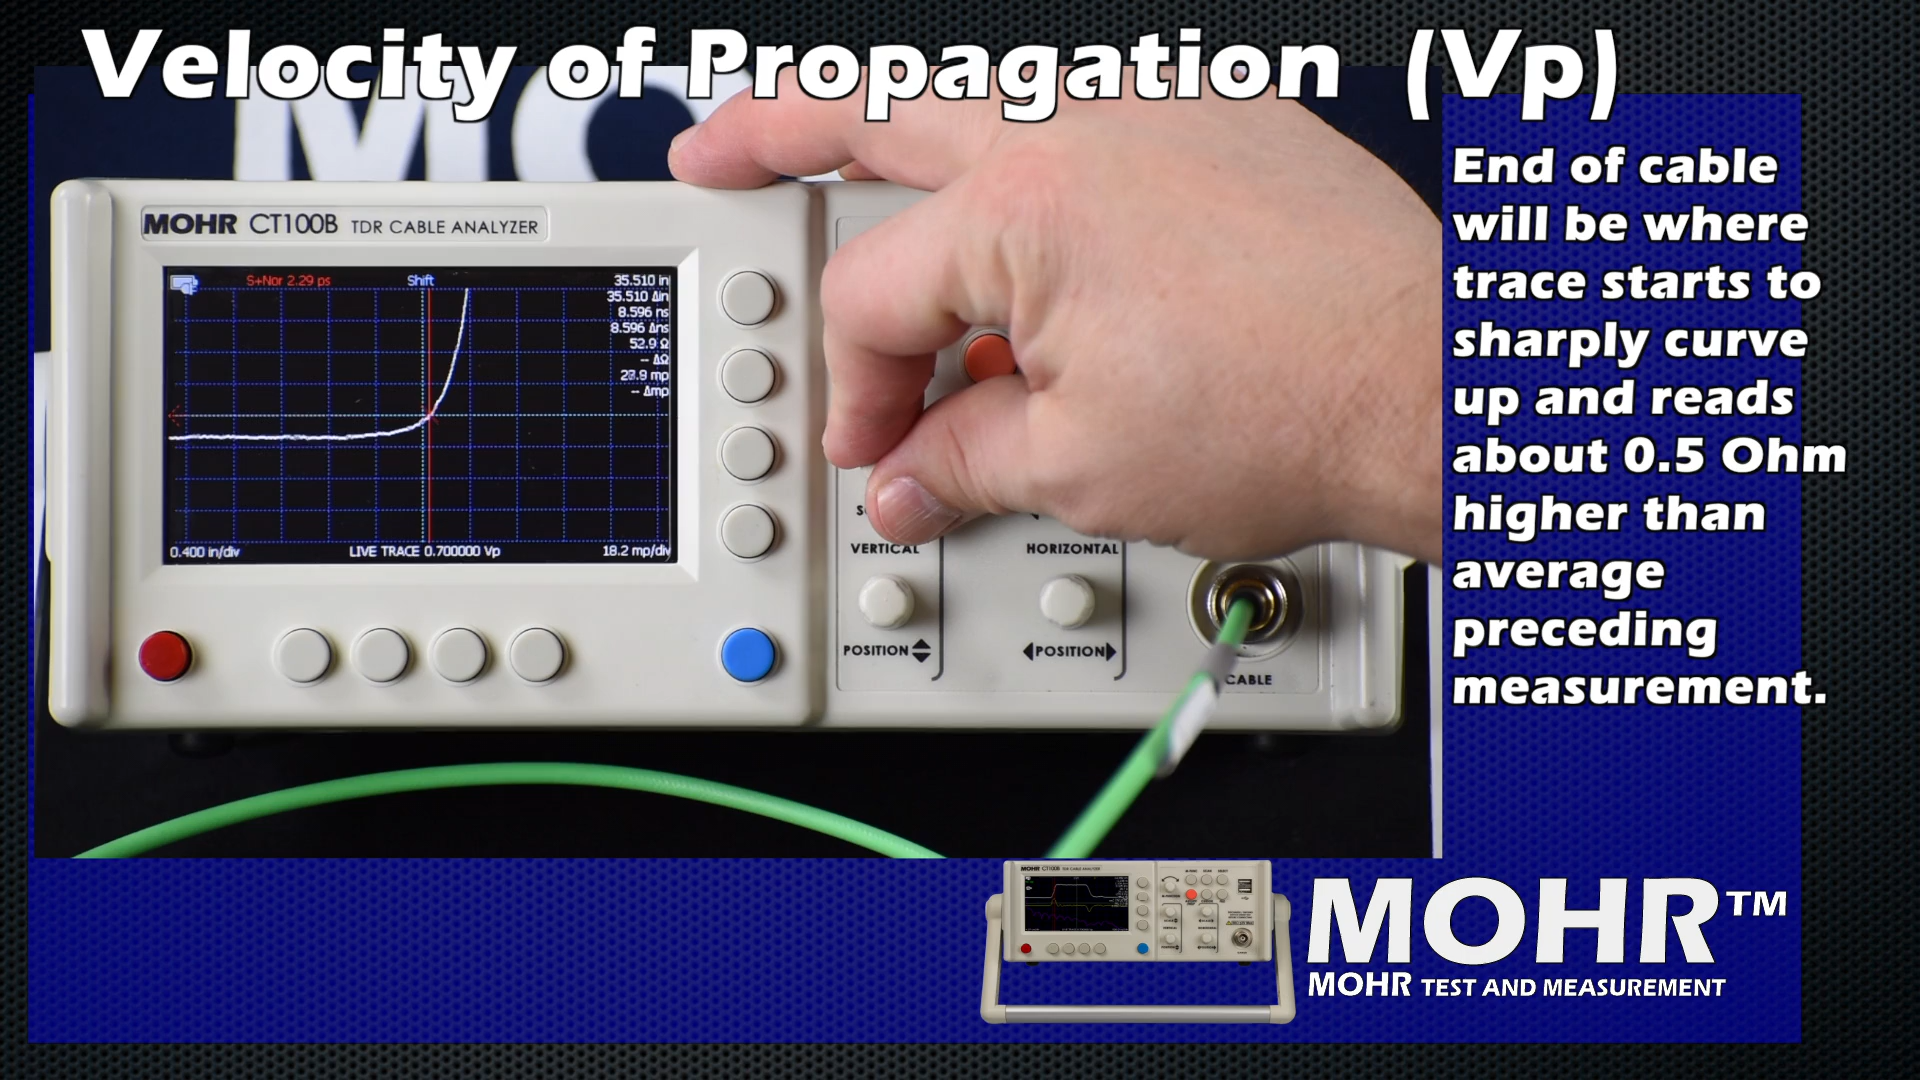 Velocity of Propagation (Vp)
End of cable
will be where
trace starts to
sharply curve
up and reads
about 0.5 Ohm
higher than
average
preceding
measurement.
MOHR CT100B TDR CABLE ANALYZER
S+Nor 2.29 ps
Shift
35.510 in
35.510 Δin
8.596 ns
8.596 Δns
52.9 Ω
-- ΔΩ
-- Δmp
0.400 in/div
LIVE TRACE 0.700000 Vp
18.2 mp/div
VERTICAL
HORIZONTAL
POSITION
POSITION
CABLE
MOHR CT100B
MOHR™
MOHR TEST AND MEASUREMENT